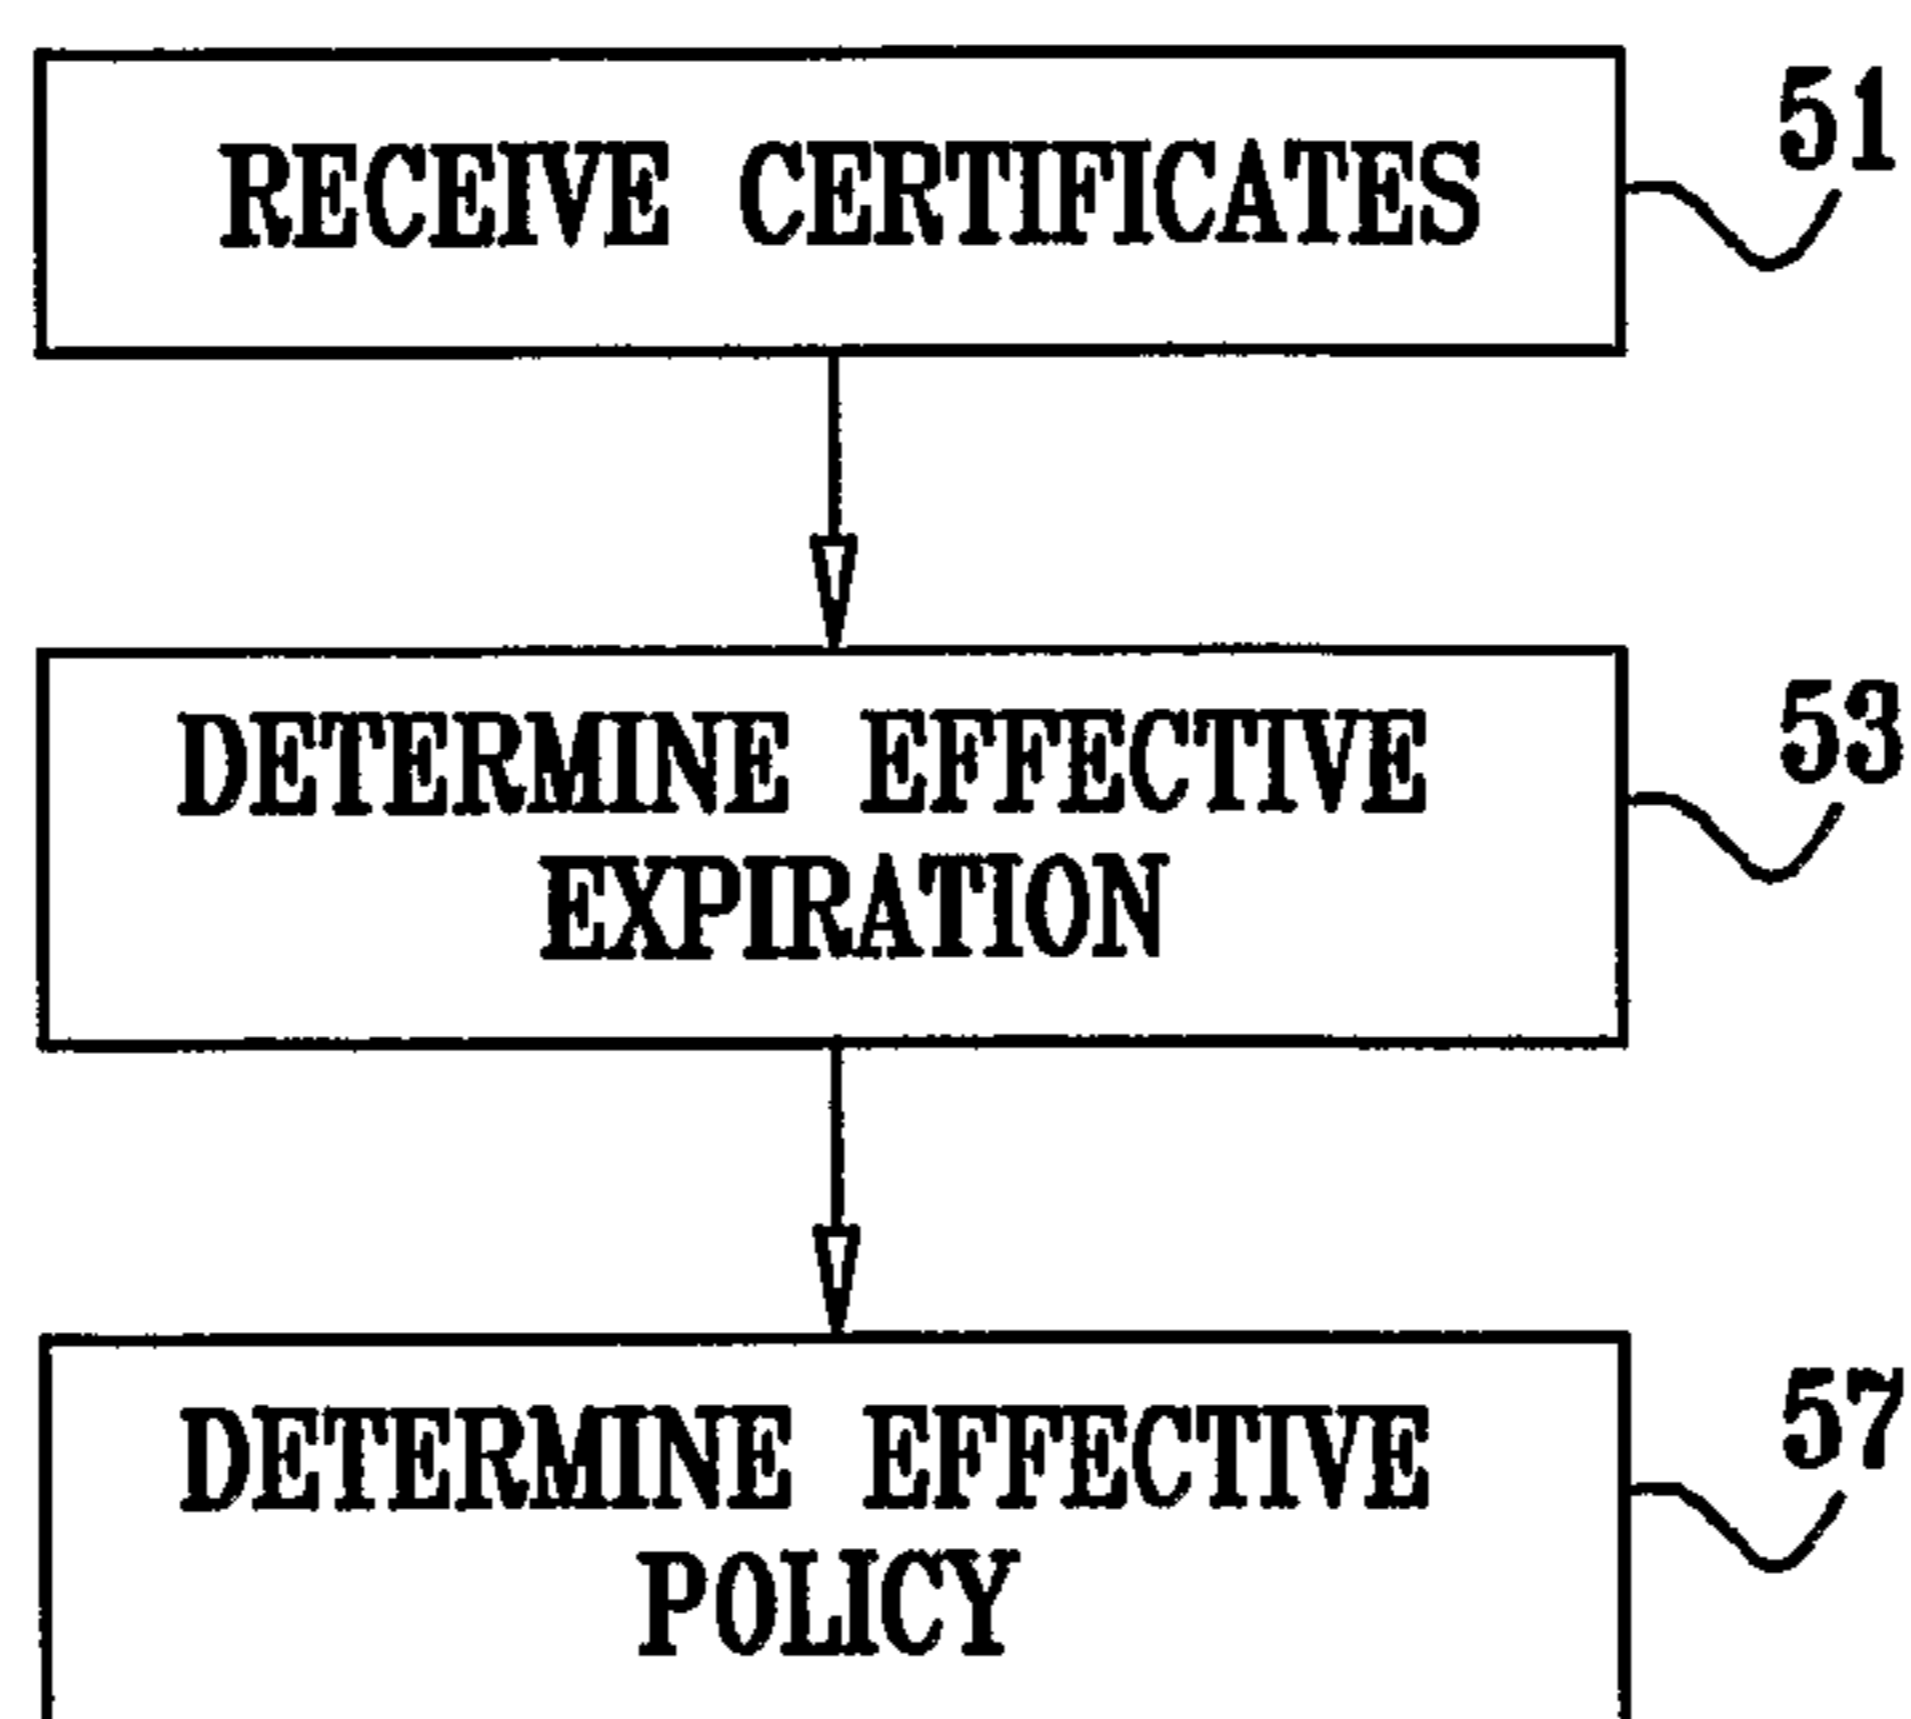 RECEIVE CERTIFICATES
51
DETERMINE EFFECTIVE
EXPIRATION
53
DETERMINE EFFECTIVE
POLICY
57